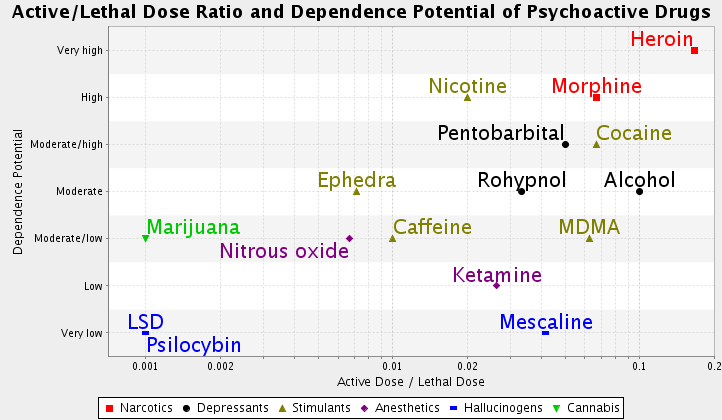 Active/Lethal Dose Ratio and Dependence Potential of Psychoactive Drugs
Dependence Potential
Very high
High
Moderate/high
Moderate
Moderate/low
Low
Very low
Heroin
Nicotine
Morphine
Pentobarbital
Cocaine
Ephedra
Rohypnol
Alcohol
Marijuana
Caffeine
MDMA
Nitrous oxide
Ketamine
LSD
Mescaline
Psilocybin
0.001
0.002
0.01
0.02
0.1
0.2
Active Dose / Lethal Dose
Narcotics
Depressants
Stimulants
Anesthetics
Hallucinogens
Cannabis